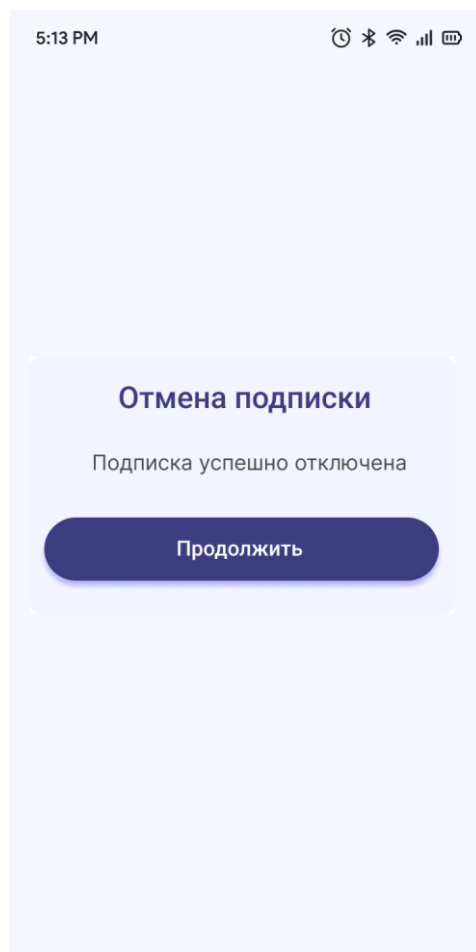 5:13 PM
Отмена подписки
Подписка успешно отключена
Продолжить